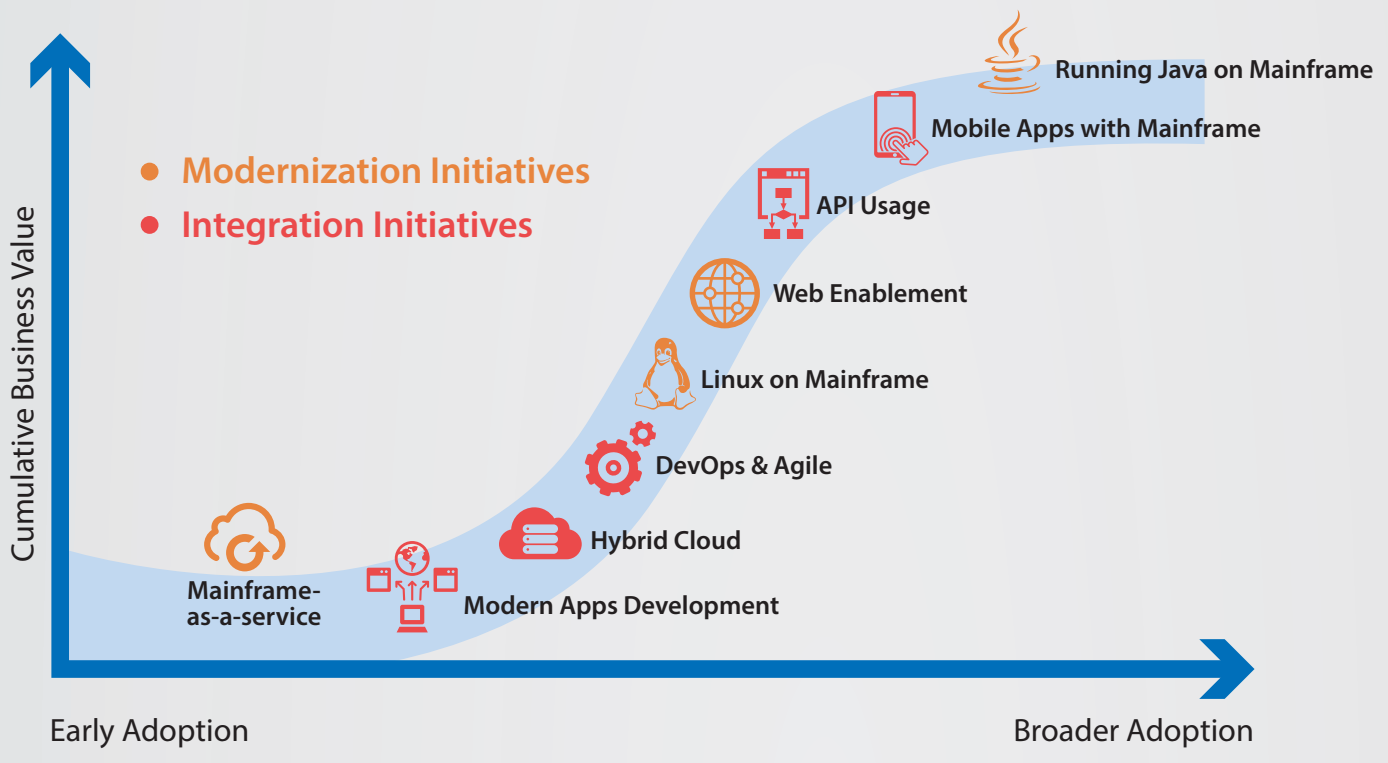 Running Java on Mainframe
Mobile Apps with Mainframe
Modernization Initiatives
Integration Initiatives
API Usage
Web Enablement
Linux on Mainframe
DevOps & Agile
Hybrid Cloud
Mainframe-
as-a-service
Modern Apps Development
Cumulative Business Value
Early Adoption
Broader Adoption